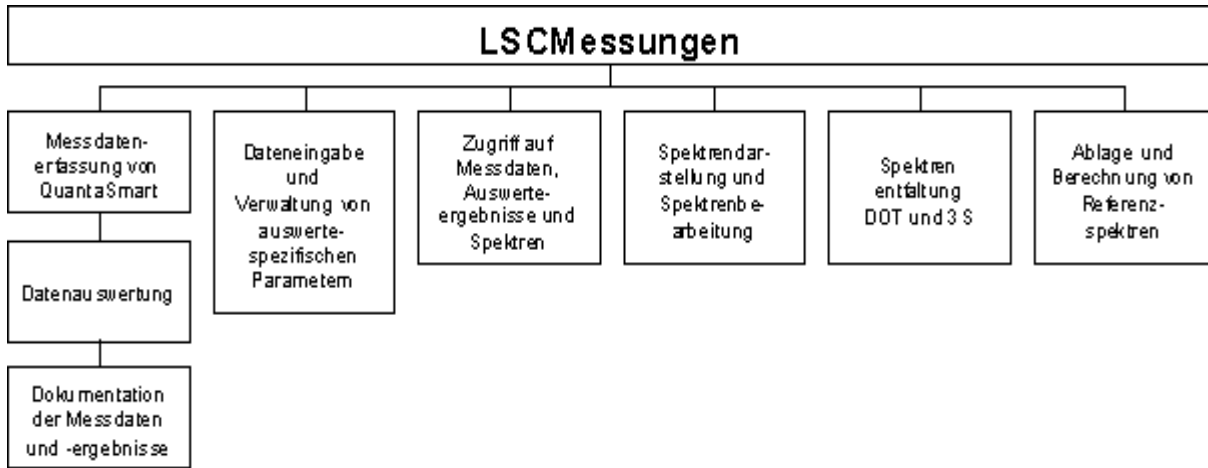 LSCMessungen
Messdaten-
erfassung von
QuantaSmart
Datenauswertung
Dokumentation
der Messdaten
und -ergebnisse
Dateneingabe
und
Verwaltung von
auswerte-
spezifischen
Parametern
Zugriff auf
Messdaten,
Auswerte-
ergebnisse und
Spektren
Spektrendar-
stellung und
Spektrenbe-
arbeitung
Spektren
entfaltung
DOT und 3 S
Ablage und
Berechnung von
Referenz-
spektren